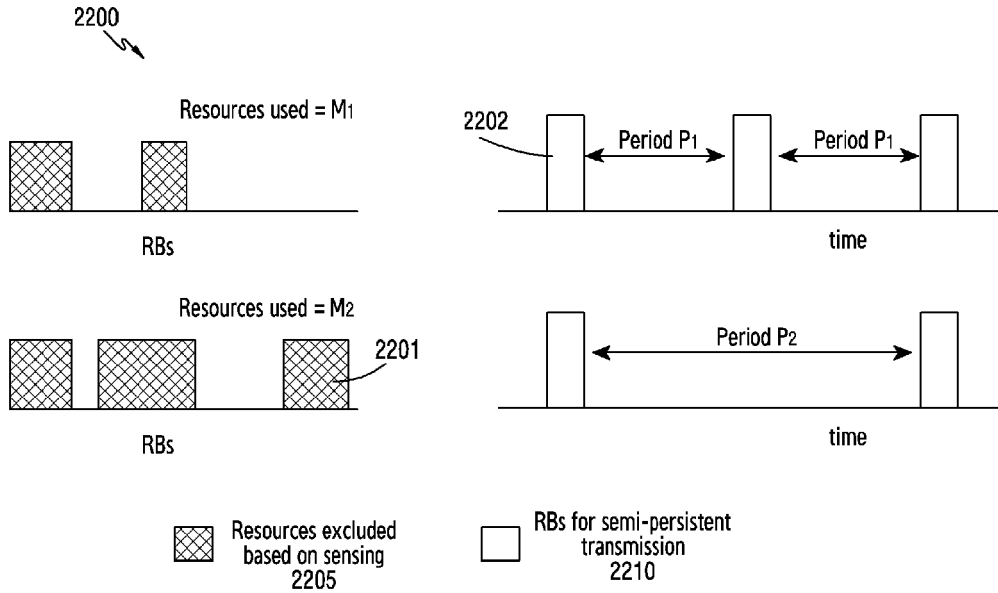 2200
Resources used = M1
2202
Period P1
Period P1
RBs
time
Resources used = M2
2201
Period P2
RBs
time
Resources excluded
based on sensing
2205
RBs for semi-persistent
transmission
2210